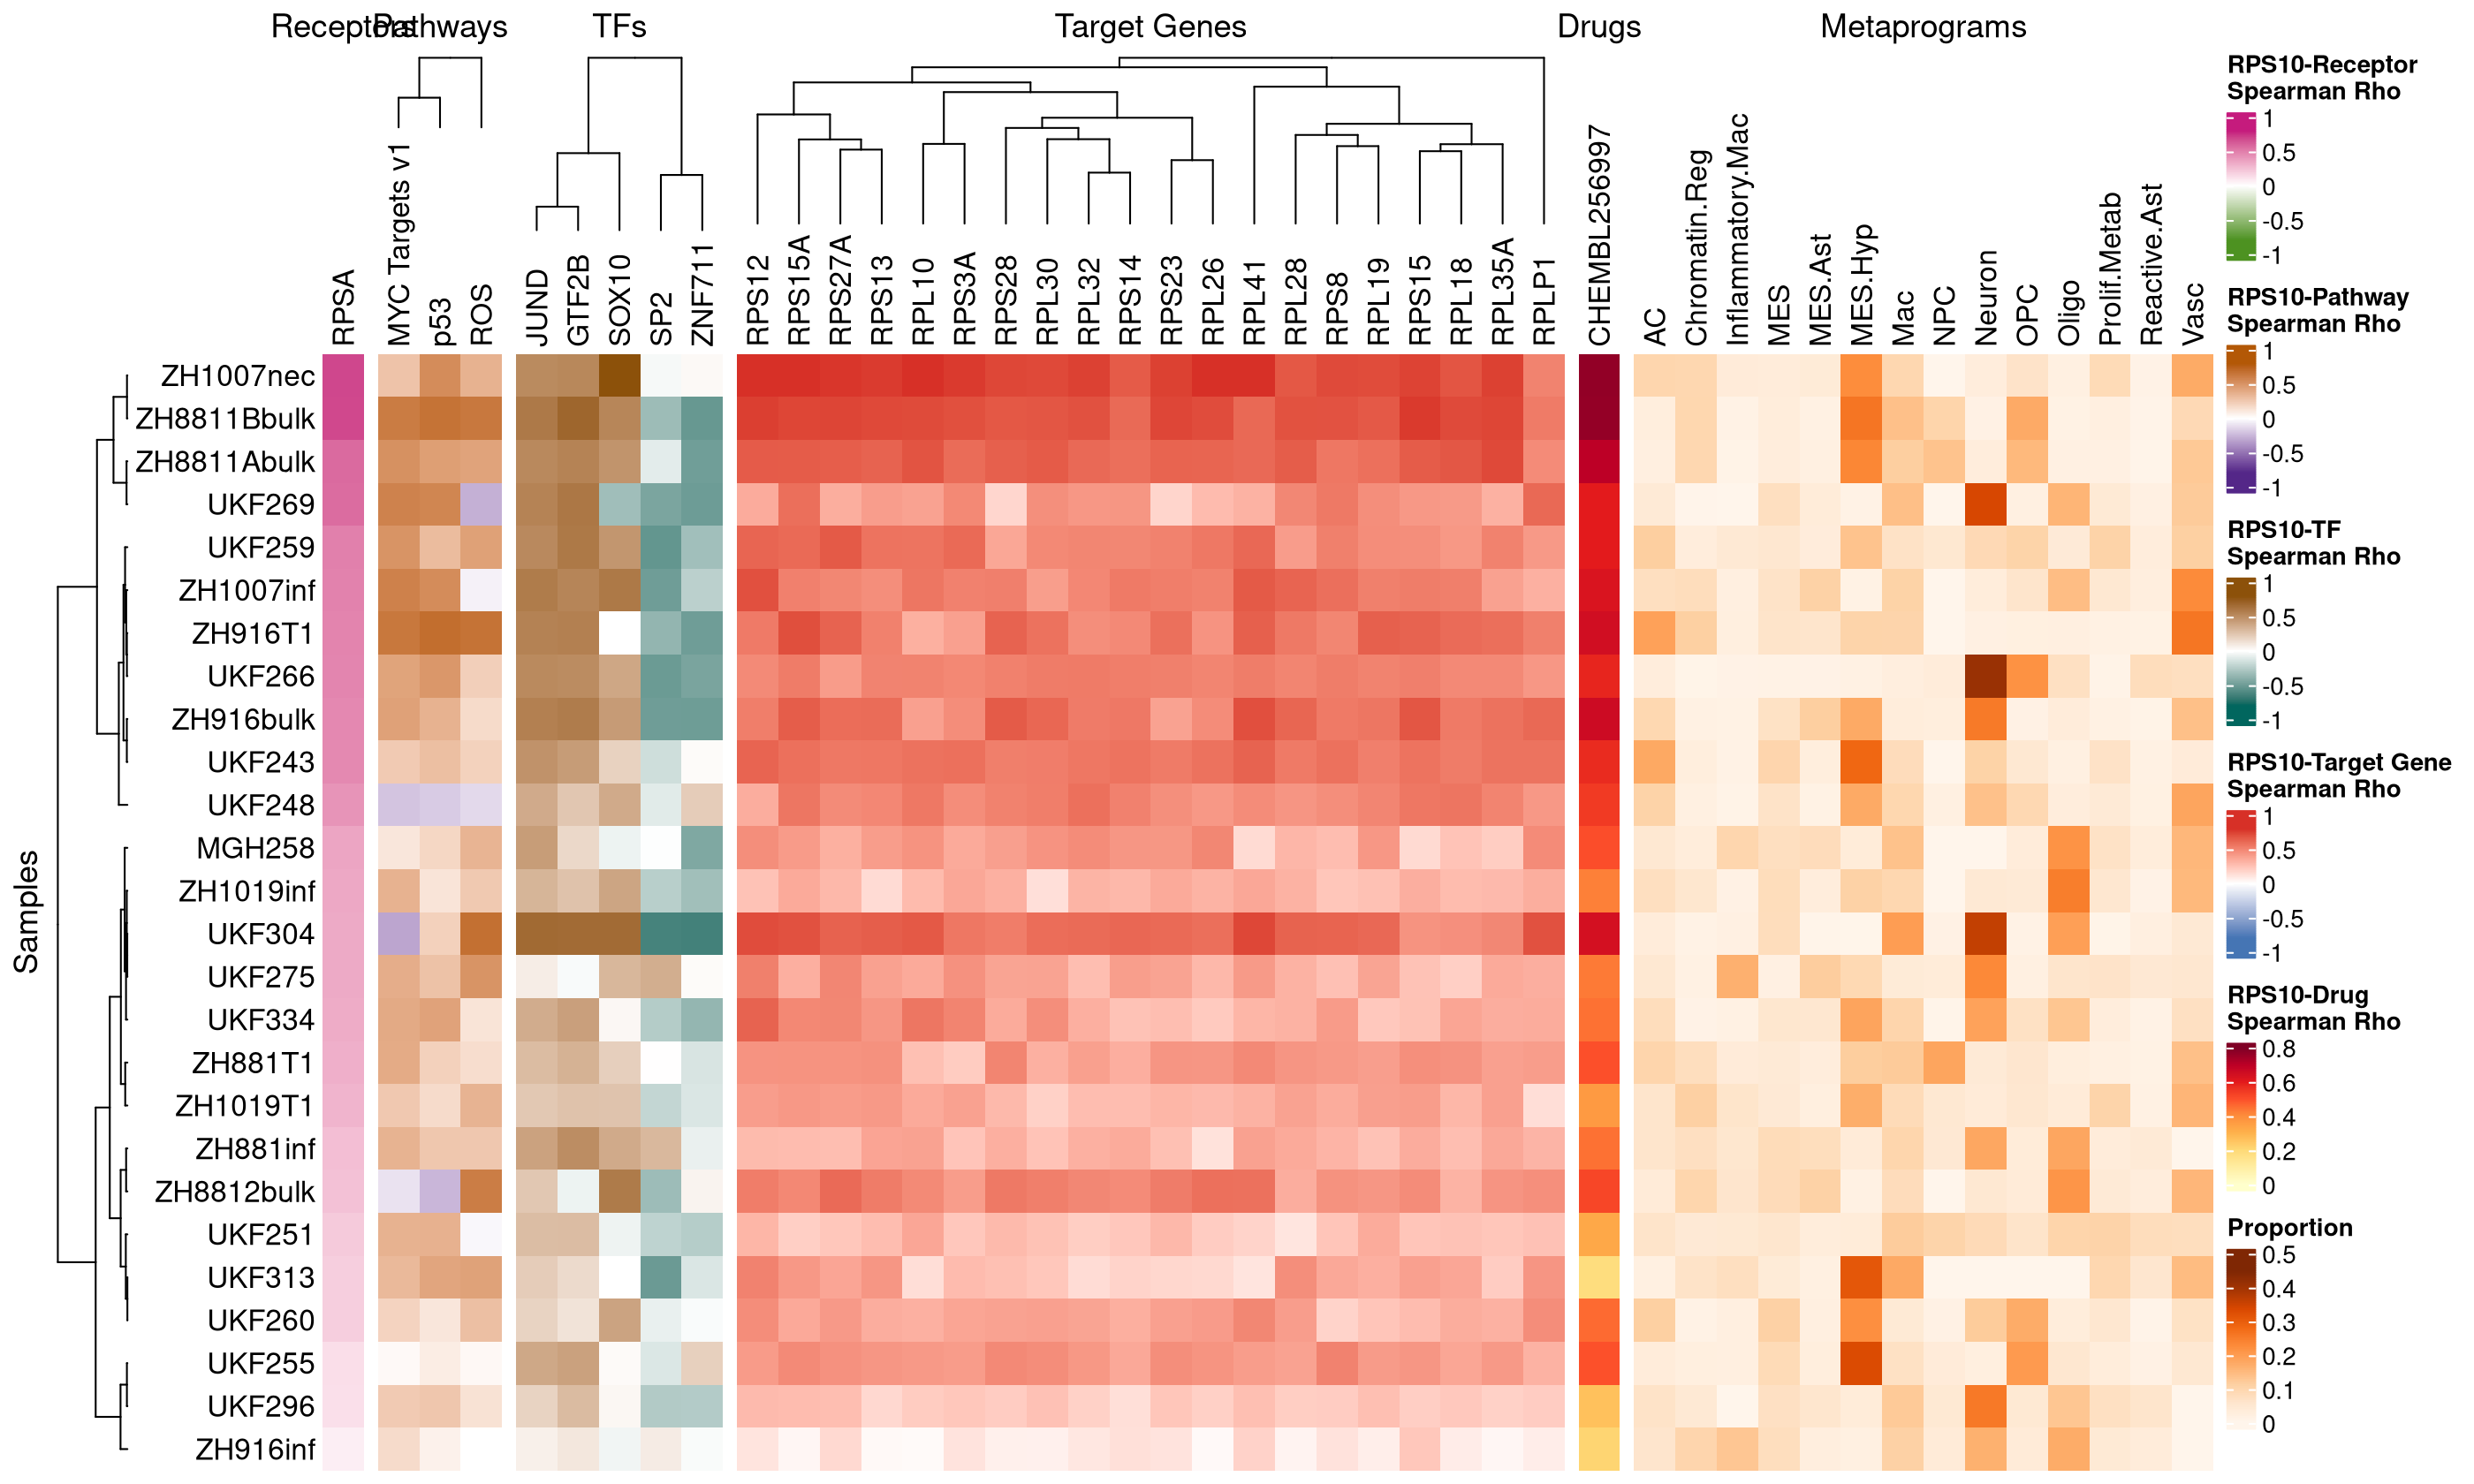 Receptors Pathways TFs Target Genes Drugs Metaprograms
RPSA
MYC Targets v1
p53
ROS
JUND
GTF2B
SOX10
SP2
ZNF711
RPS12
RPS15A
RPS27A
RPS13
RPL10
RPS3A
RPS28
RPL30
RPL32
RPS14
RPS23
RPL26
RPL41
RPL28
RPS8
RPL19
RPS15
RPL18
RPL35A
RPLP1
CHEMBL2569997
AC
Chromatin.Reg
Inflammatory.Mac
MES
MES.Ast
MES.Hyp
Mac
NPC
Neuron
OPC
Oligo
Prolif.Metab
Reactive.Ast
Vasc
Samples
ZH1007nec
ZH8811Bbulk
ZH8811Abulk
UKF269
UKF259
ZH1007inf
ZH916T1
UKF266
ZH916bulk
UKF243
UKF248
MGH258
ZH1019inf
UKF304
UKF275
UKF334
ZH881T1
ZH1019T1
ZH881inf
ZH8812bulk
UKF251
UKF313
UKF260
UKF255
UKF296
ZH916inf
RPS10-Receptor
Spearman Rho
1
0.5
0
-0.5
-1
RPS10-Pathway
Spearman Rho
1
0.5
0
-0.5
-1
RPS10-TF
Spearman Rho
1
0.5
0
-0.5
-1
RPS10-Target Gene
Spearman Rho
1
0.5
0
-0.5
-1
RPS10-Drug
Spearman Rho
0.8
0.6
0.4
0.2
0
Proportion
0.5
0.4
0.3
0.2
0.1
0